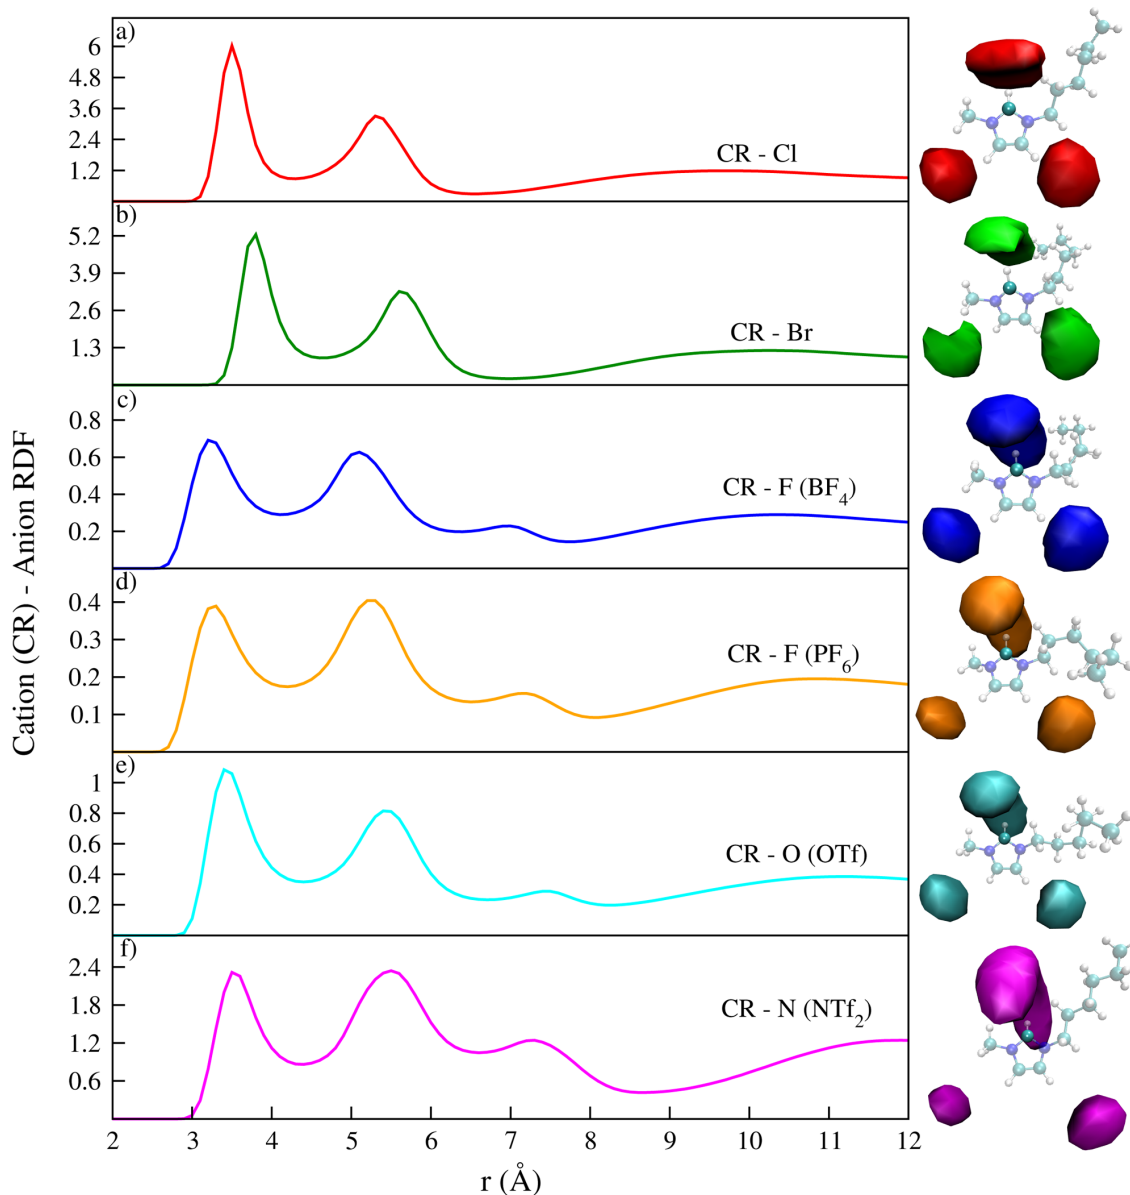 Cation (CR) - Anion RDF
a)
6
4.8
3.6
2.4
1.2
CR - Cl
b)
5.2
3.9
2.6
1.3
CR - Br
c)
0.8
0.6
0.4
0.2
CR - F (BF₄)
d)
0.4
0.3
0.2
0.1
CR - F (PF₆)
e)
1
0.8
0.6
0.4
0.2
CR - O (OTf)
f)
2.4
1.8
1.2
0.6
CR - N (NTf₂)
2 3 4 5 6 7 8 9 10 11 12
r (Å)